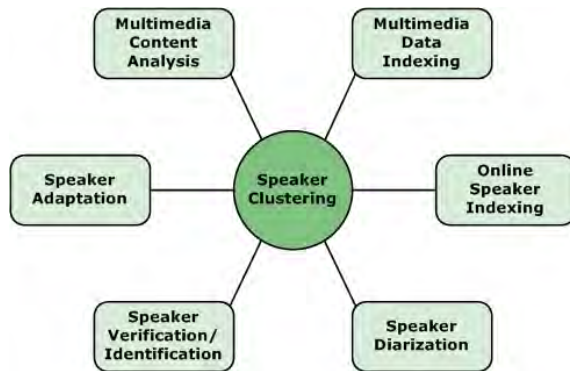 Multimedia
Content
Analysis
Multimedia
Data
Indexing
Speaker
Adaptation
Speaker
Clustering
Online
Speaker
Indexing
Speaker
Verification/
Identification
Speaker
Diarization